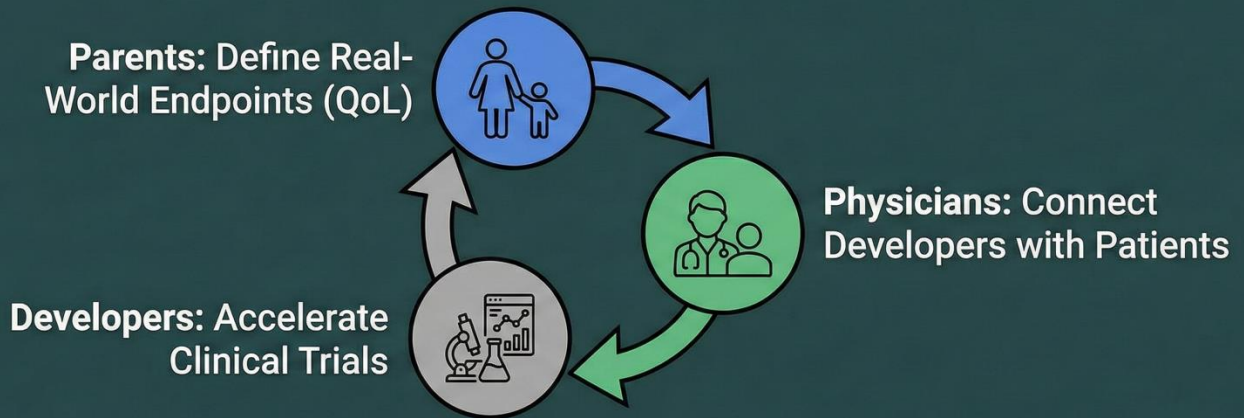 Parents: Define Real-
World Endpoints (QoL)
Physicians: Connect
Developers with Patients
Developers: Accelerate
Clinical Trials